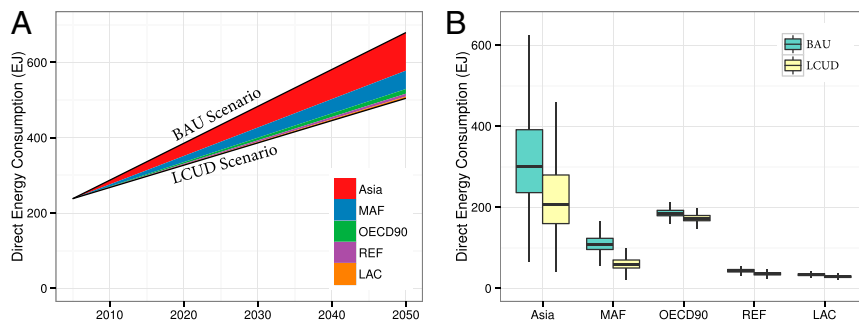 A
Direct Energy Consumption (EJ)
600
400
200
0
BAU Scenario
LCUD Scenario
Asia
MAF
OECD90
REF
LAC
2010
2020
2030
2040
2050
B
Direct Energy Consumption (EJ)
600
400
200
0
BAU
LCUD
Asia
MAF
OECD90
REF
LAC